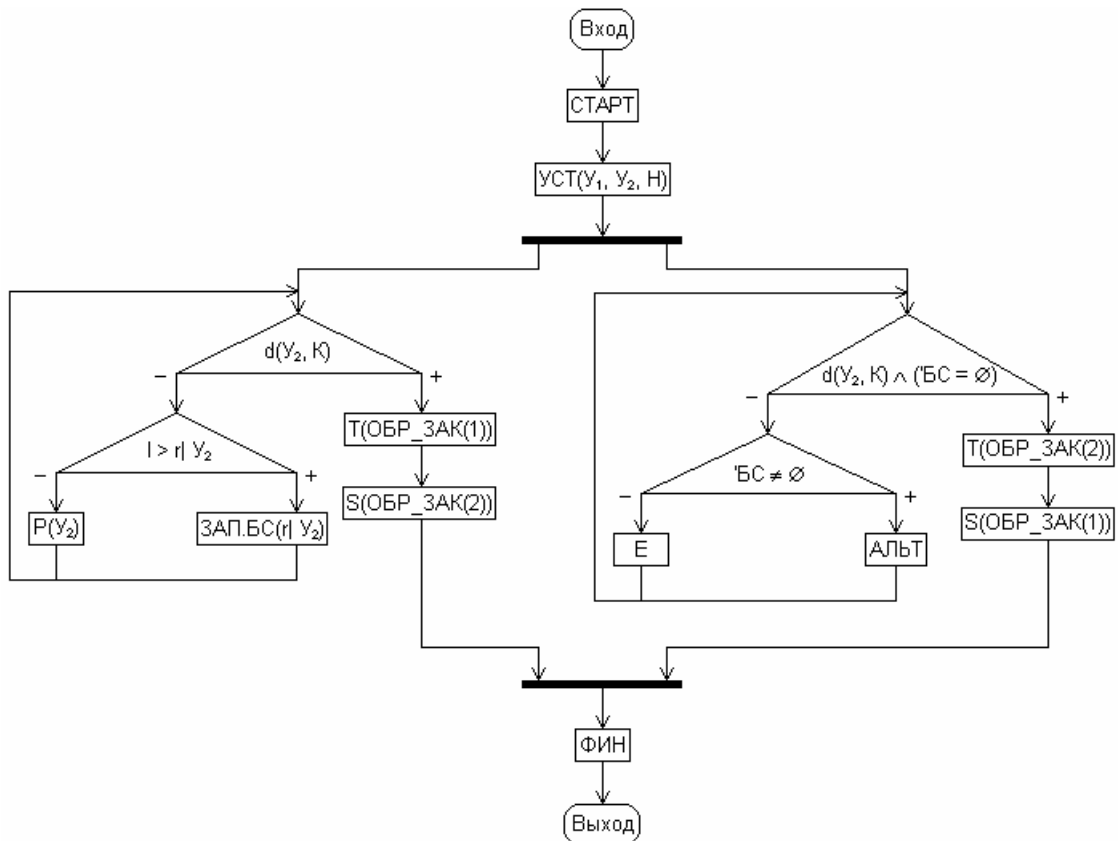 Вход
СТАРТ
УСТ(У₁, У₂, Н)
d(У₂, К)
– +
l > r| У₂
– +
Р(У₂)
ЗАП.БС(r| У₂)
Т(ОБР_ЗАК(1))
S(ОБР_ЗАК(2))
d(У₂, К) ∧ ('БС = ∅)
– +
'БС ≠ ∅
– +
Е
АЛЬТ
Т(ОБР_ЗАК(2))
S(ОБР_ЗАК(1))
ФИН
Выход